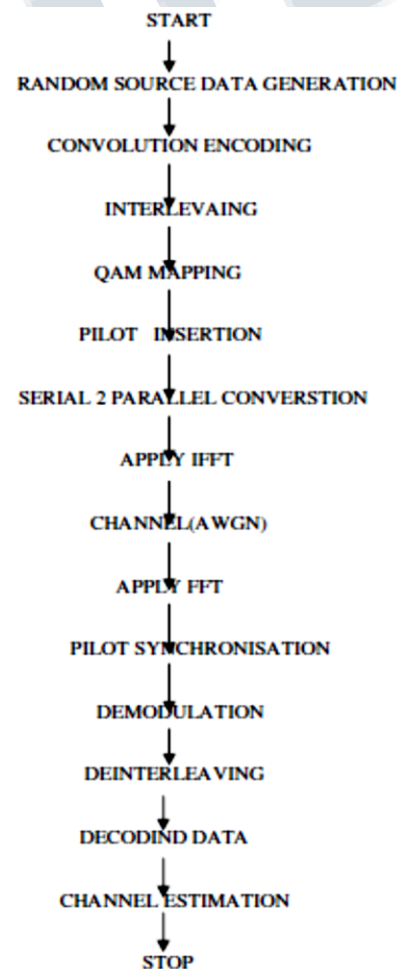 START
RANDOM SOURCE DATA GENERATION
CONVOLUTION ENCODING
INTERLEVAING
QAM MAPPING
PILOT INSERTION
SERIAL 2 PARALLEL CONVERSTION
APPLY IFFT
CHANNEL(AWGN)
APPLY FFT
PILOT SYNCHRONISATION
DEMODULATION
DEINTERLEAVING
DECODIND DATA
CHANNEL ESTIMATION
STOP